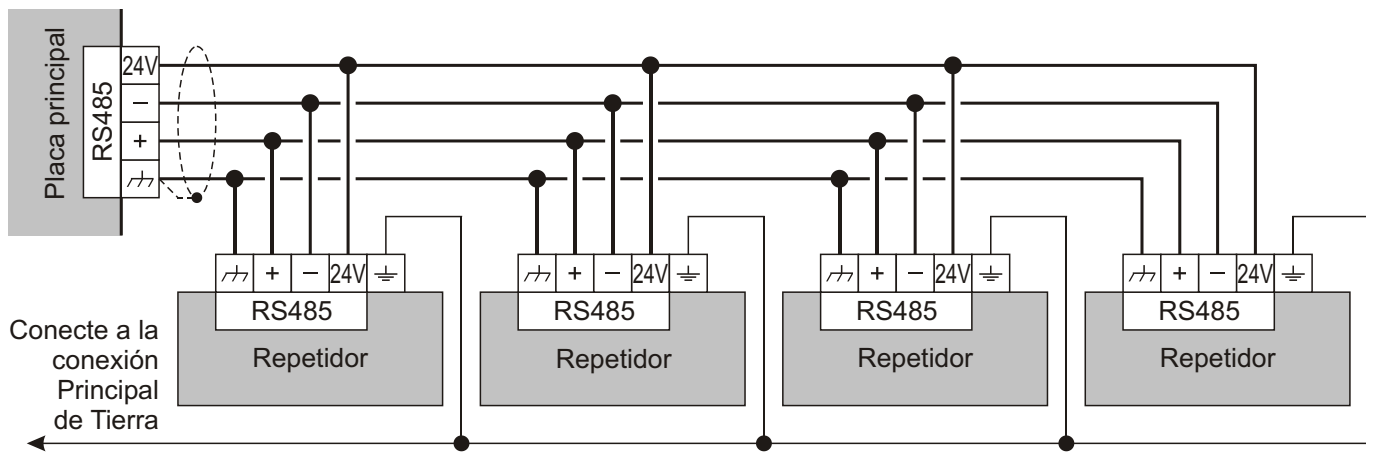 Placa principal
RS485
24V
−
+
+ − 24V
RS485
Repetidor
+ − 24V
RS485
Repetidor
+ − 24V
RS485
Repetidor
+ − 24V
RS485
Repetidor
Conecte a la
conexión
Principal
de Tierra